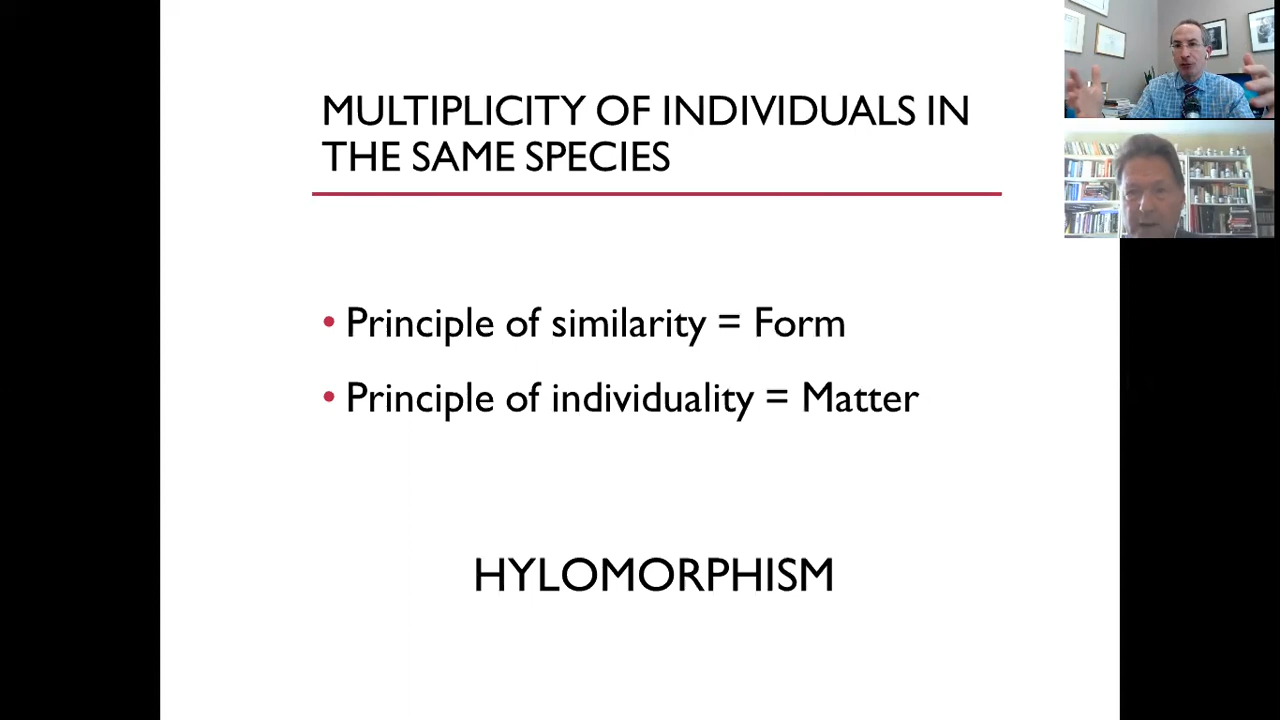 MULTIPLICITY OF INDIVIDUALS IN
THE SAME SPECIES
• Principle of similarity = Form
• Principle of individuality = Matter
HYLOMORPHISM